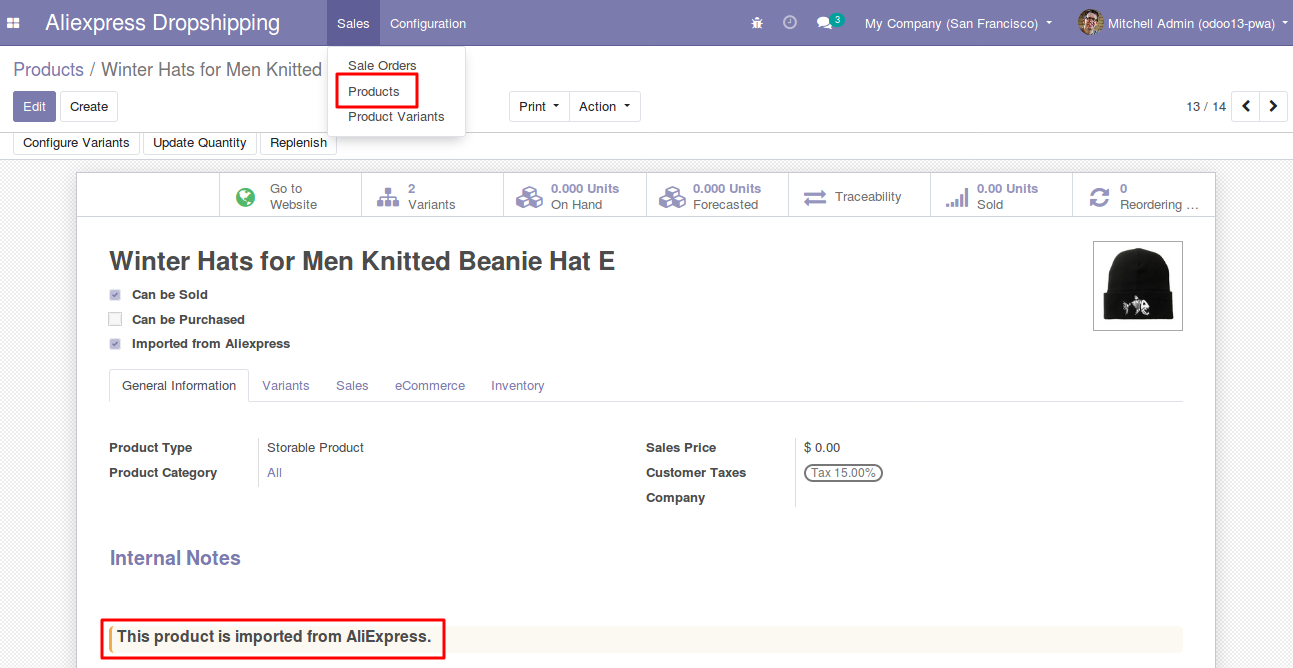 Aliexpress Dropshipping Sales Configuration 3 My Company (San Francisco) Mitchell Admin (odoo13-pwa)
Products / Winter Hats for Men Knitted
Sale Orders
Products
Product Variants
Edit Create Print Action 13 / 14
Configure Variants Update Quantity Replenish
Go to Website
2 Variants
0.000 Units On Hand
0.000 Units Forecasted
Traceability
0.00 Units Sold
0 Reordering ...
Winter Hats for Men Knitted Beanie Hat E
Can be Sold
Can be Purchased
Imported from Aliexpress
General Information Variants Sales eCommerce Inventory
Product Type Storable Product Sales Price $ 0.00
Product Category All Customer Taxes Tax 15.00%
Company
Internal Notes
This product is imported from AliExpress.